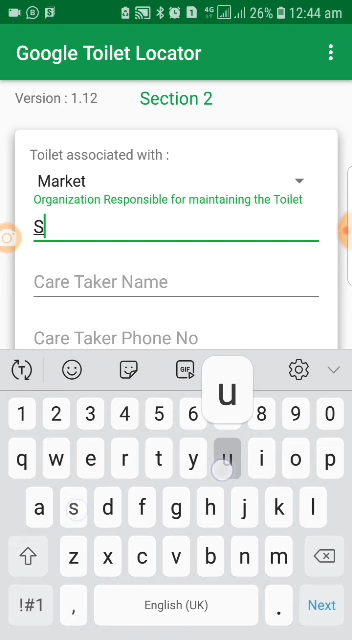 4G 26% 12:44 am
Google Toilet Locator
Version : 1.12 Section 2
Toilet associated with :
Market
Organization Responsible for maintaining the Toilet
S
Care Taker Name
Care Taker Phone No
T GIF u
1 2 3 4 5 6 8 9 0
q w e r t y u i o p
a s d f g h j k l
z x c v b n m
!#1 , English (UK) . Next